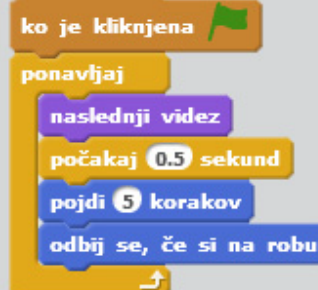 ko je kliknjena
ponavljaj
naslednji videz
počakaj 0.5 sekund
pojdi 5 korakov
odbij se, če si na robu